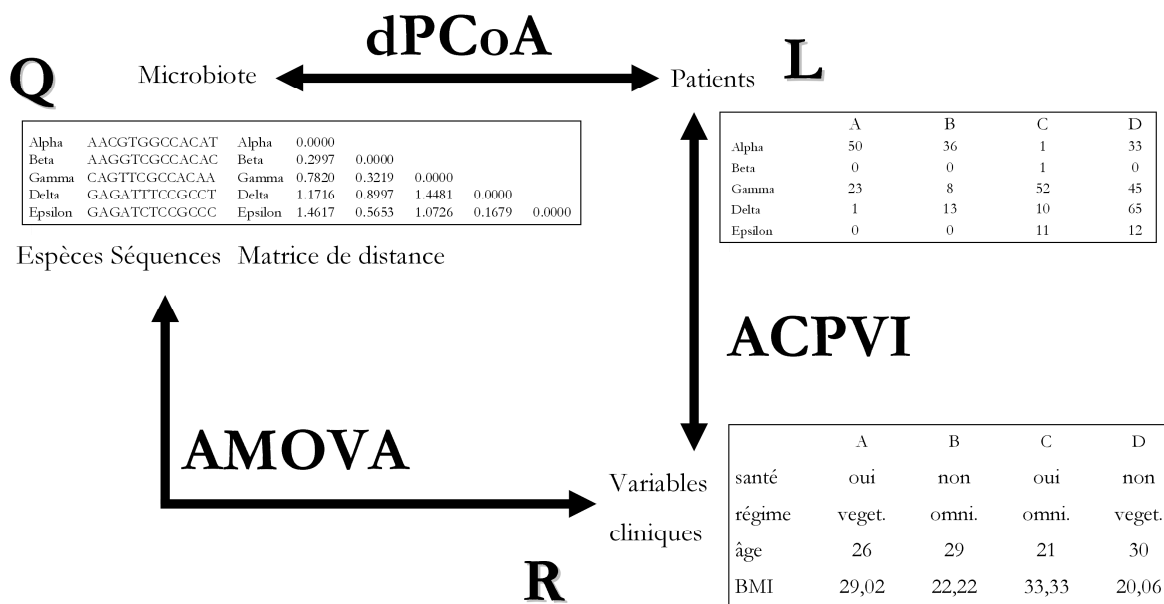 dPCoA
Q
Microbiote
Patients
L
Alpha AACGTGGCCACAT Alpha 0.0000
Beta AAGGTCGCCACAC Beta 0.2997 0.0000
Gamma CAGTTCGCCACAA Gamma 0.7820 0.3219 0.0000
Delta GAGATTTCCGCCT Delta 1.1716 0.8997 1.4481 0.0000
Epsilon GAGATCTCCGCCC Epsilon 1.4617 0.5653 1.0726 0.1679 0.0000
Espèces Séquences Matrice de distance
A B C D
Alpha 50 36 1 33
Beta 0 0 1 0
Gamma 23 8 52 45
Delta 1 13 10 65
Epsilon 0 0 11 12
ACPVI
AMOVA
Variables
cliniques
R
A B C D
santé oui non oui non
régime veget. omni. omni. veget.
âge 26 29 21 30
BMI 29,02 22,22 33,33 20,06